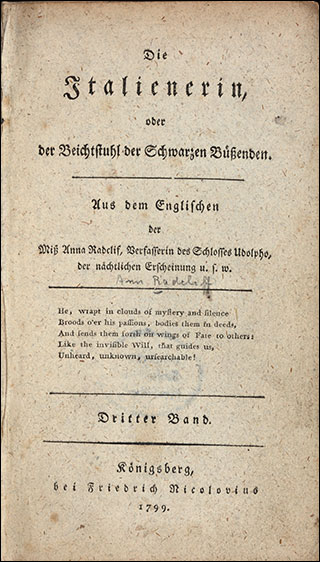 Die
Italienerin,
oder
der Beichtstuhl der Schwarzen Büßenden.
Aus dem Englischen
der
Miß Anna Radclif, Verfasserin des Schlosses Udolpho,
der nächtlichen Erscheinung u. s. w.
Ann Radcliff
He, wrapt in clouds of myſtery and ſilence
Broods o'er his paſſions, bodies them in deeds,
And ſends them forth on wings of Fate to others:
Like the inviſible Will, that guides us,
Unheard, unknown, unſearchable!
Dritter Band.
Königsberg,
bei Friedrich Nicolovius
1799.